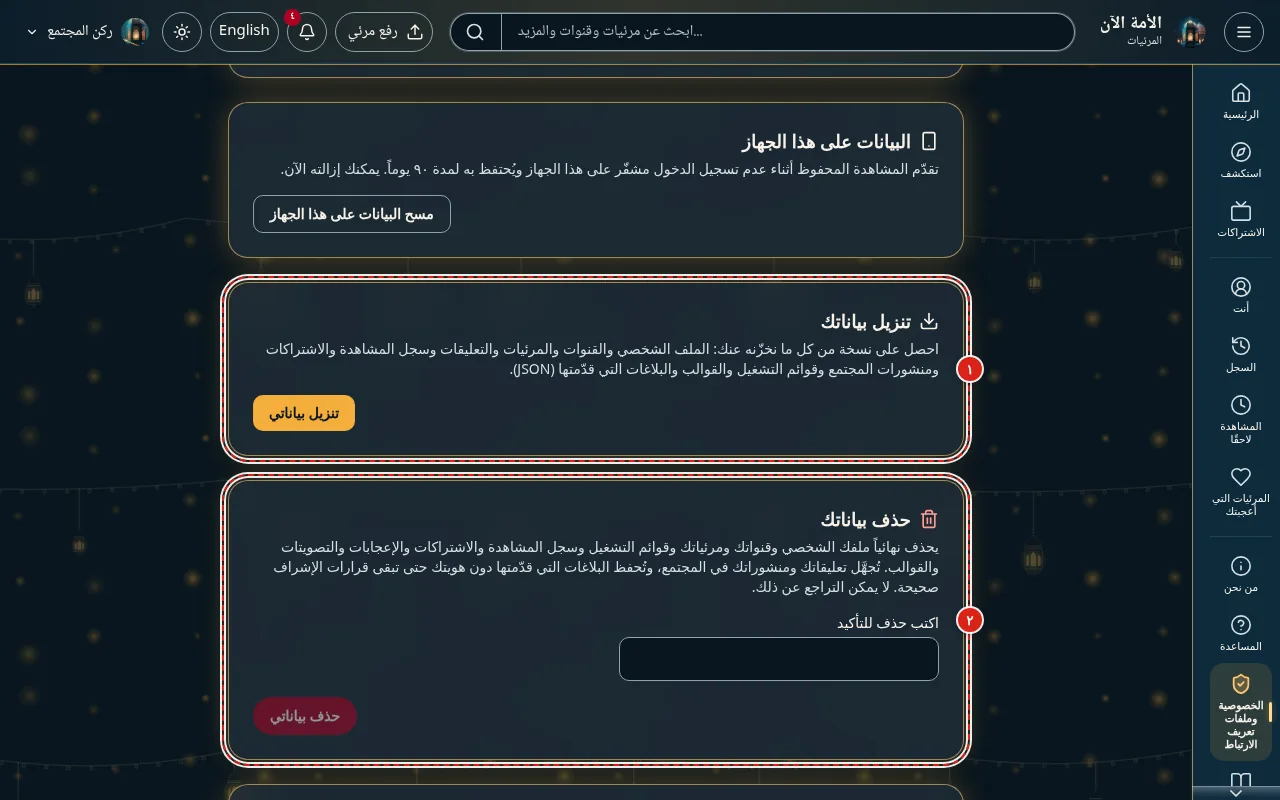 الأمة الآن
المرئيات
ابحث عن مرئيات وقنوات والمزيد...
رفع مرئي
٤
English
ركن المجتمع
الرئيسية
استكشف
الاشتراكات
أنت
السجل
المشاهدة
لاحقًا
المرئيات التي
أعجبتك
من نحن
المساعدة
الخصوصية
وملفات
تعريف
الارتباط
البيانات على هذا الجهاز
تقدّم المشاهدة المحفوظ أثناء عدم تسجيل الدخول مشفّر على هذا الجهاز ويُحتفظ به لمدة ٩٠ يوماً. يمكنك إزالته الآن.
مسح البيانات على هذا الجهاز
تنزيل بياناتك
احصل على نسخة من كل ما نخزّنه عنك: الملف الشخصي والقنوات والمرئيات والتعليقات وسجل المشاهدة والاشتراكات
ومنشورات المجتمع وقوائم التشغيل والقوالب والبلاغات التي قدّمتها (JSON).
١
تنزيل بياناتي
حذف بياناتك
يحذف نهائياً ملفك الشخصي وقنواتك ومرئياتك وقوائم التشغيل وسجل المشاهدة والاشتراكات والإعجابات والتصويتات
والقوالب. تُجهَّل تعليقاتك ومنشوراتك في المجتمع، وتُحفظ البلاغات التي قدّمتها دون هويتك حتى تبقى قرارات الإشراف
صحيحة. لا يمكن التراجع عن ذلك.
٢
اكتب حذف للتأكيد
حذف بياناتي